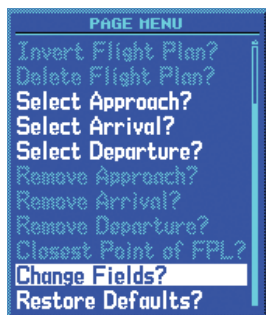 PAGE MENU
Invert Flight Plan?
Delete Flight Plan?
Select Approach?
Select Arrival?
Select Departure?
Remove Approach?
Remove Arrival?
Remove Departure?
Closest Point of FPL?
Change Fields?
Restore Defaults?